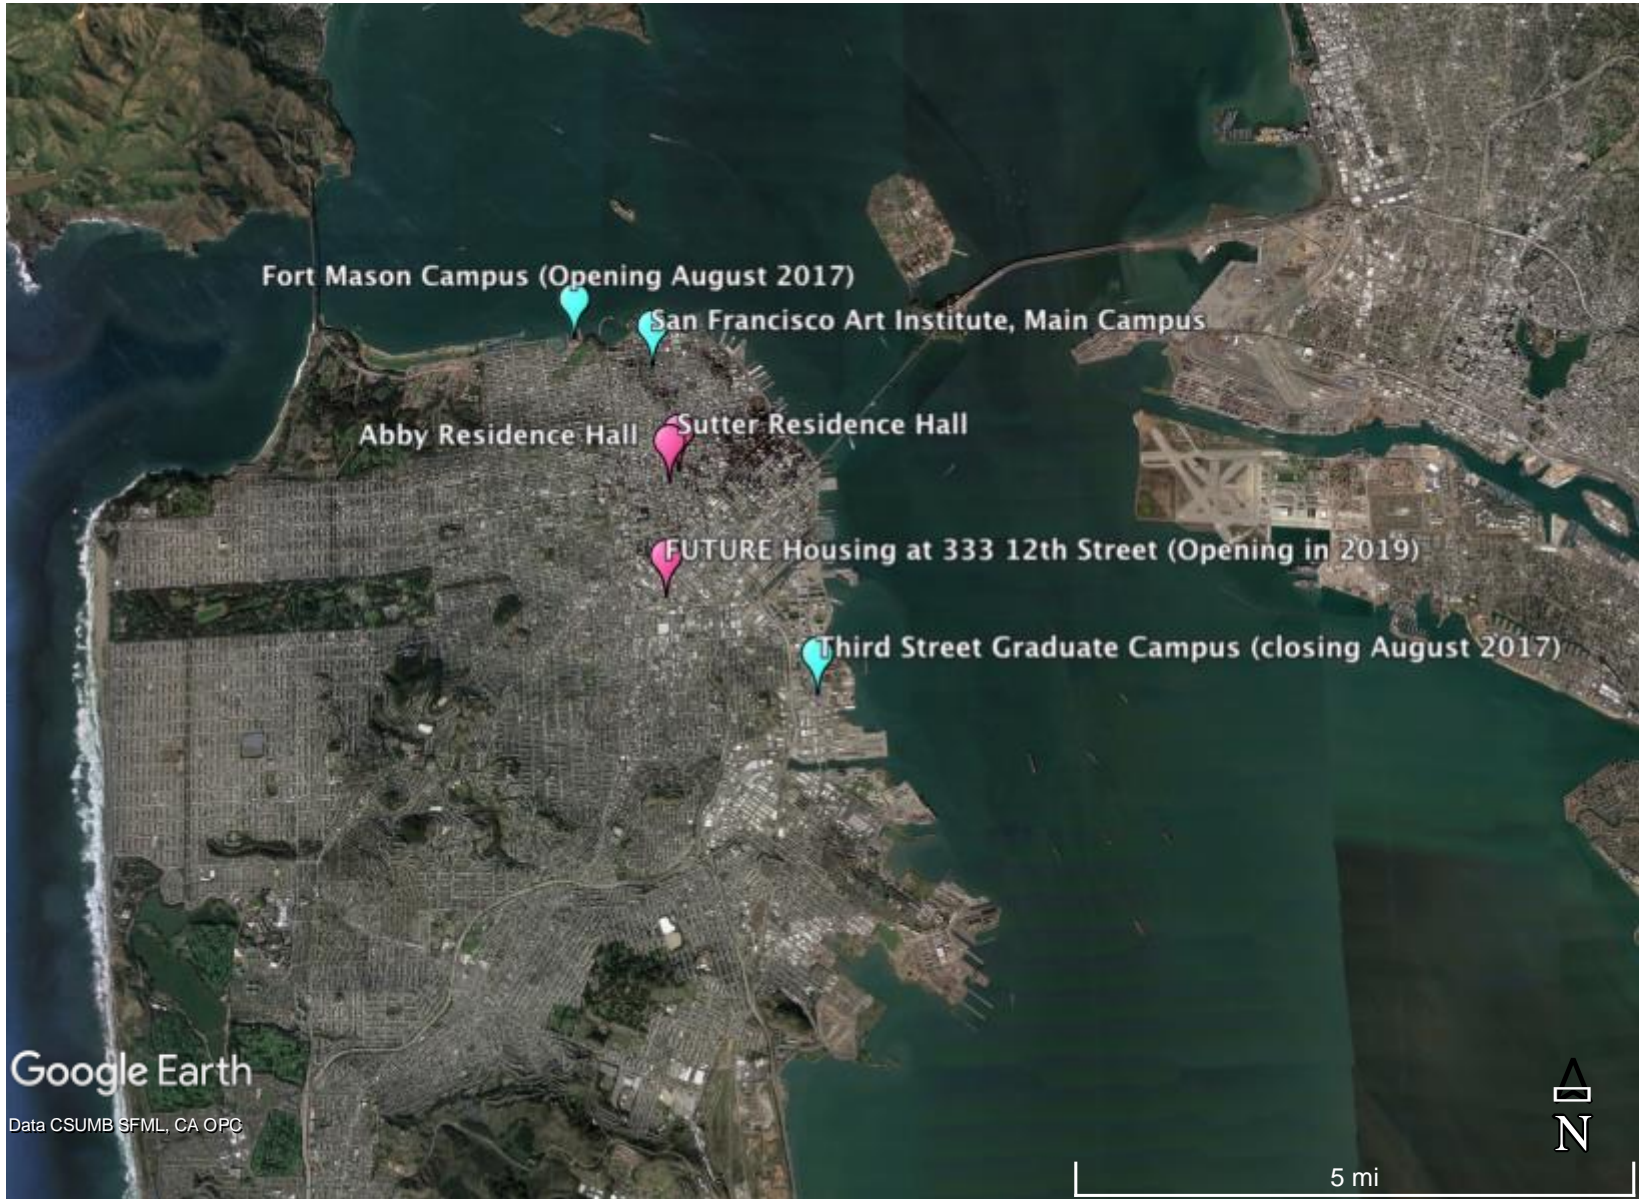 Fort Mason Campus (Opening August 2017)
San Francisco Art Institute, Main Campus
Sutter Residence Hall
Abby Residence Hall
FUTURE Housing at 333 12th Street (Opening in 2019)
Third Street Graduate Campus (closing August 2017)
Google Earth
Data CSUMB SFML, CA OPC
N
5 mi